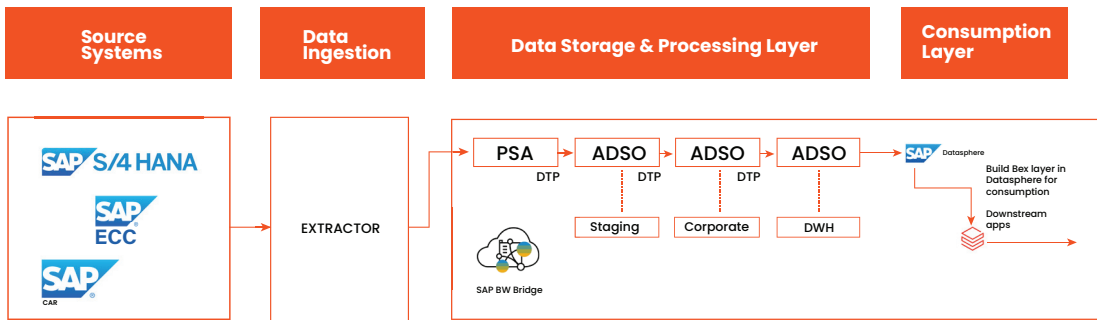 Source
Systems
Data
Ingestion
Data Storage & Processing Layer
Consumption
Layer
SAP S/4HANA
SAP®
ECC
SAP®
CAR
EXTRACTOR
PSA
ADSO
ADSO
ADSO
DTP
DTP
DTP
Staging
Corporate
DWH
SAP BW Bridge
SAP Datasphere
Build Bex layer in
Datasphere for
consumption
Downstream
apps